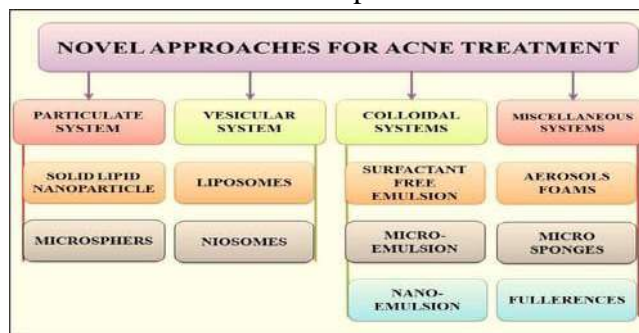 NOVEL APPROACHES FOR ACNE TREATMENT
PARTICULATE
SYSTEM
SOLID LIPID
NANOPARTICLE
MICROSPHERS
VESICULAR
SYSTEM
LIPOSOMES
NIOSOMES
COLLOIDAL
SYSTEMS
SURFACTANT
FREE
EMULSION
MICRO-
EMULSION
NANO-
EMULSION
MISCELLANEOUS
SYSTEMS
AEROSOLS
FOAMS
MICRO
SPONGES
FULLERENCES